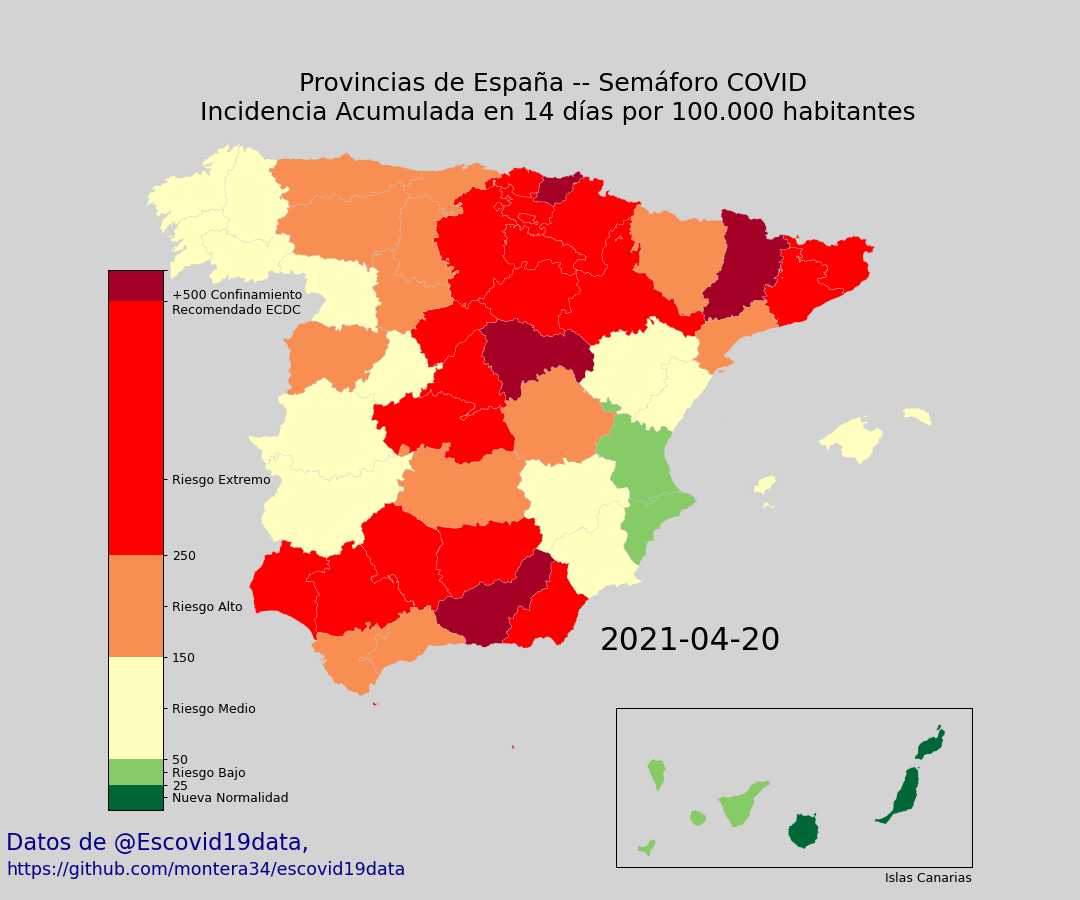 Provincias de España -- Semáforo COVID
Incidencia Acumulada en 14 días por 100.000 habitantes
+500 Confinamiento
Recomendado ECDC
Riesgo Extremo
250
Riesgo Alto
150
Riesgo Medio
50
Riesgo Bajo
25
Nueva Normalidad
2021-04-20
Islas Canarias
Datos de @Escovid19data,
https://github.com/montera34/escovid19data